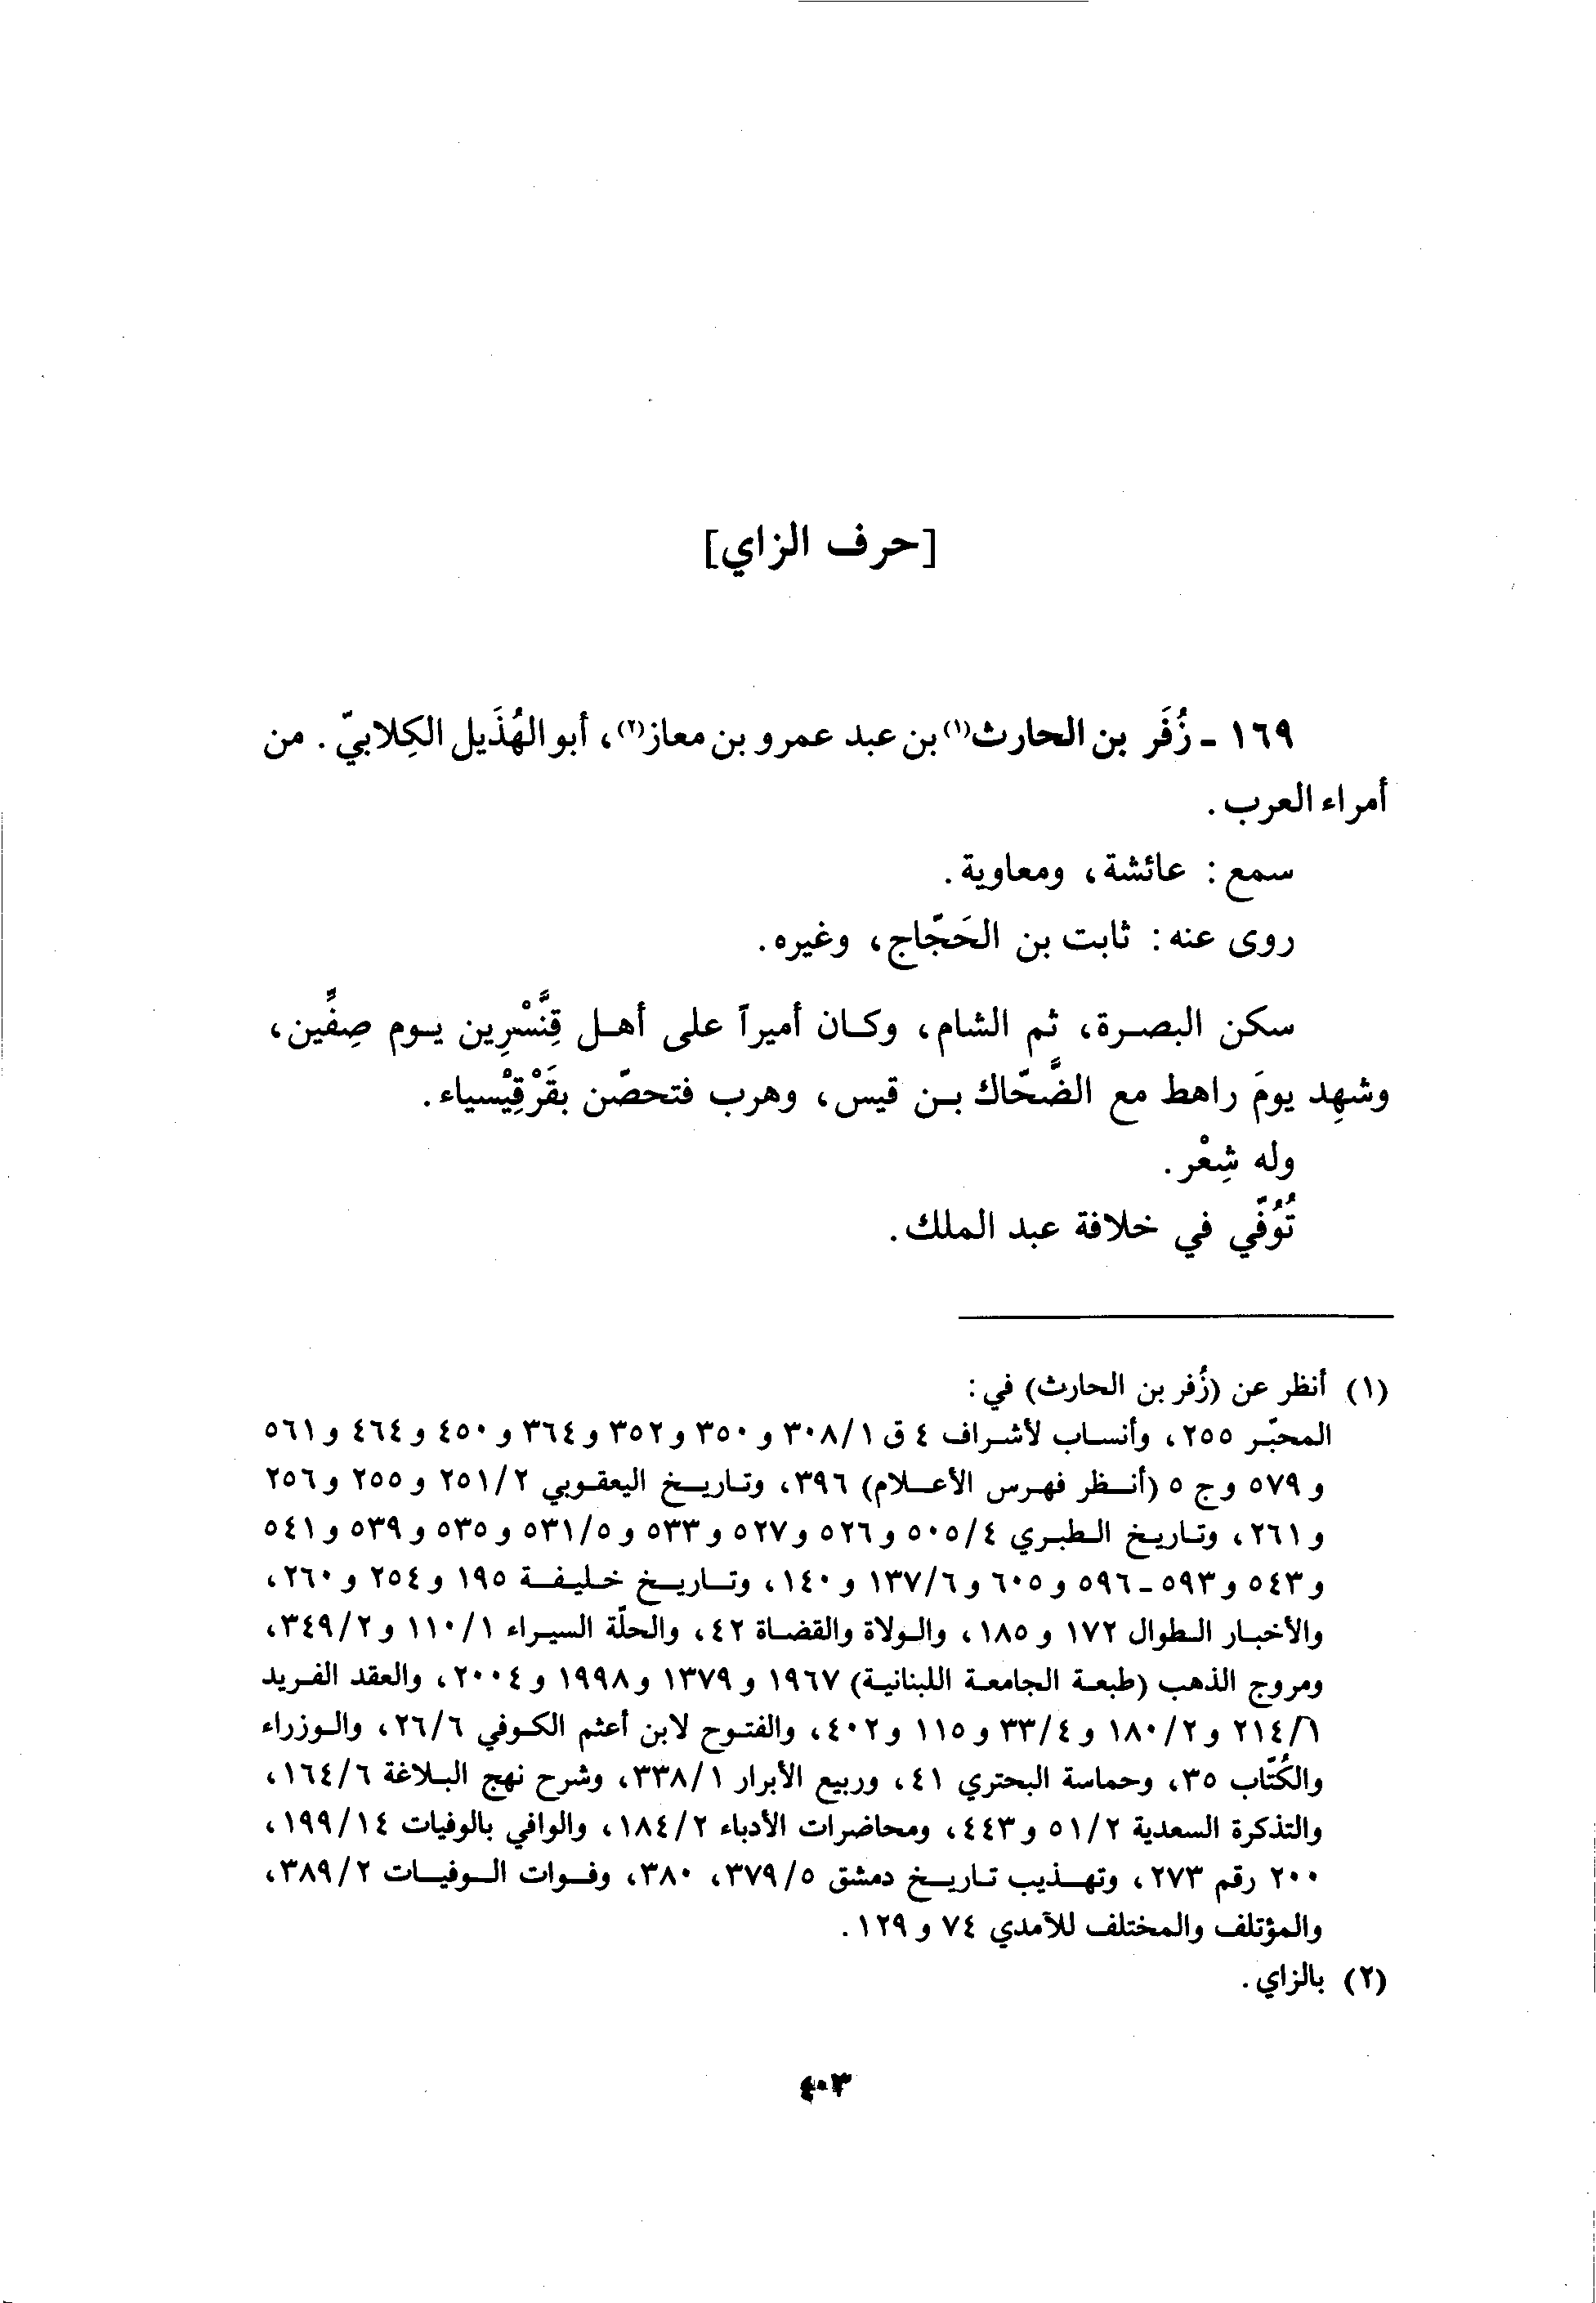 [حرف الزاي]
١٦٩ - زُفَر بن الحارث(١) بن عبد عمرو بن معاز(٢)، أبو الهُذَيل الكِلابيّ. من
أمراء العرب.
سمع: عائشة، ومعاوية.
روى عنه: ثابت بن الحَجّاج، وغيره.
سكن البصرة، ثم الشام، وكان أميراً على أهل قِنَّسْرِين يوم صِفِّين،
وشهِد يومَ راهط مع الضَّحّاك بن قيس، وهرب فتحصّن بقَرْقِيْسياء.
وله شِعْر.
تُوُفّي في خلافة عبد الملك.
(١) أنظر عن (زُفر بن الحارث) في:
المحبّر ٢٥٥، وأنساب لأشراف ٤ ق ٣٠٨/١ و ٣٥٠ و٣٥٢ و٣٦٤ و ٤٥٠ و٤٦٤ و ٥٦١
و ٥٧٩ وج ٥ (أنظر فهرس الأعلام) ٣٩٦، وتاريخ اليعقوبي ٢٥١/٢ و ٢٥٥ و ٢٥٦
و٢٦١، وتاريخ الطبري ٥٠٥/٤ و ٥٢٦ و٥٢٧ و ٥٣٣ و٥٣١/٥ و ٥٣٥ و ٥٣٩ و ٥٤١
و ٥٤٣ و ٥٩٣ - ٥٩٦ و ٦٠٥ و ١٣٧/٦ و ١٤٠، وتاريخ خليفة ١٩٥ و ٢٥٤ و ٢٦٠،
والأخبار الطوال ١٧٢ و ١٨٥، والولاة والقضاة ٤٢، والحلّة السيراء ١١٠/١ و ٣٤٩/٢،
ومروج الذهب (طبعة الجامعة اللبنانية) ١٩٦٧ و ١٣٧٩ و ١٩٩٨ و ٢٠٠٤، والعقد الفريد
٢١٤/١ و ١٨٠/٢ و ٣٣/٤ و ١١٥ و٤٠٢، والفتوح لابن أعثم الكوفي ٢٦/٦، والوزراء
والكُتّاب ٣٥، وحماسة البحتري ٤١، وربيع الأبرار ٣٣٨/١، وشرح نهج البلاغة ١٦٤/٦،
والتذكرة السعدية ٥١/٢ و ٤٤٣، ومحاضرات الأدباء ١٨٤/٢، والوافي بالوفيات ١٩٩/١٤،
٢٠٠ رقم ٢٧٣، وتهذيب تاريخ دمشق ٣٧٩/٥، ٣٨٠، وفوات الوفيات ٣٨٩/٢،
والمؤتلف والمختلف للآمدي ٧٤ و ١٢٩.
(٢) بالزاي.
٤٠٣